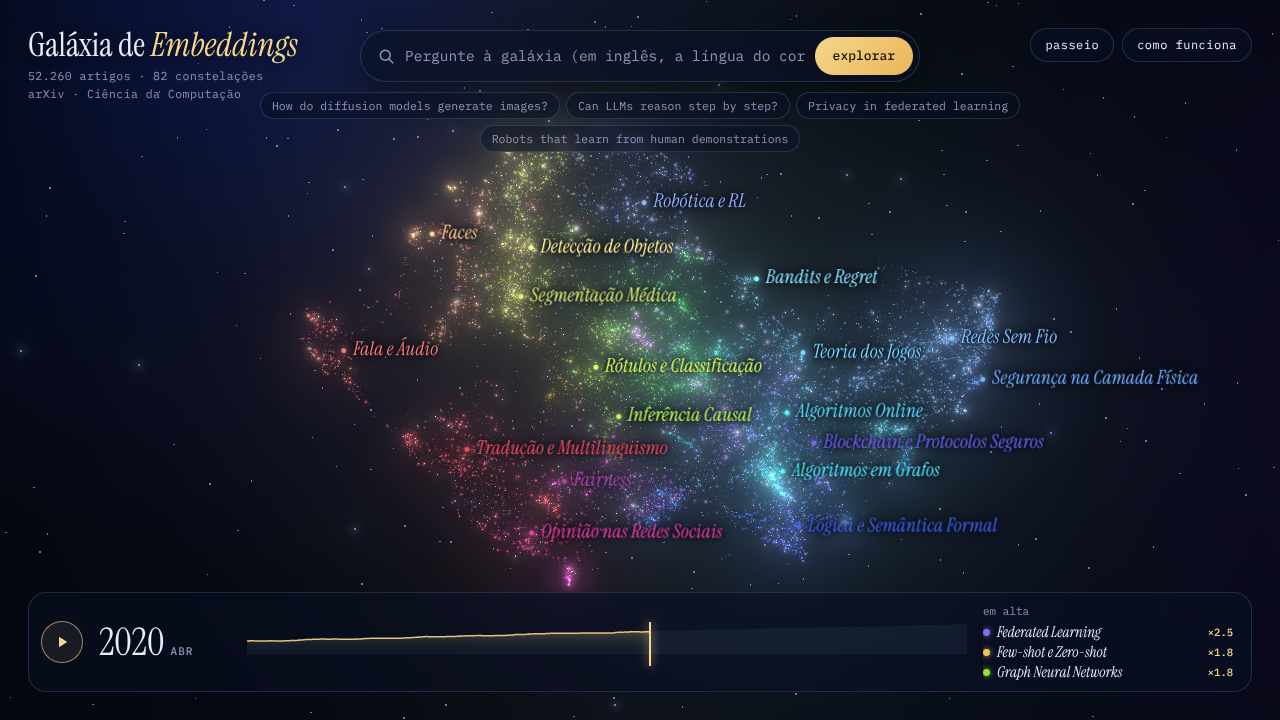 Galáxia de Embeddings
52.260 artigos · 82 constelações
arXiv · Ciência da Computação
Pergunte à galáxia (em inglês, a língua do cor
explorar
passeio
como funciona
How do diffusion models generate images?
Can LLMs reason step by step?
Privacy in federated learning
Robots that learn from human demonstrations
Robótica e RL
Faces
Detecção de Objetos
Bandits e Regret
Segmentação Médica
Redes Sem Fio
Fala e Áudio
Teoria dos Jogos
Rótulos e Classificação
Segurança na Camada Física
Inferência Causal
Algoritmos Online
Tradução e Multilinguismo
Blockchain e Protocolos Seguros
Algoritmos em Grafos
Fairness
Lógica e Semântica Formal
Opinião nas Redes Sociais
2020 ABR
em alta
Federated Learning ×2.5
Few-shot e Zero-shot ×1.8
Graph Neural Networks ×1.8